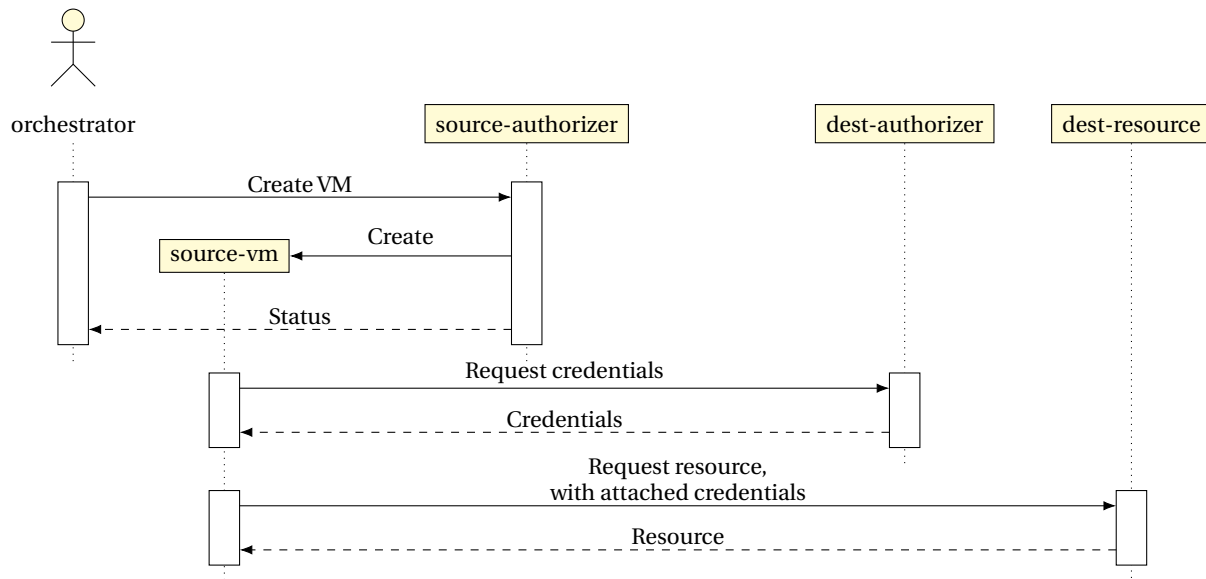 orchestrator
source-authorizer
dest-authorizer
dest-resource
Create VM
Create
source-vm
Status
Request credentials
Credentials
Request resource,
with attached credentials
Resource